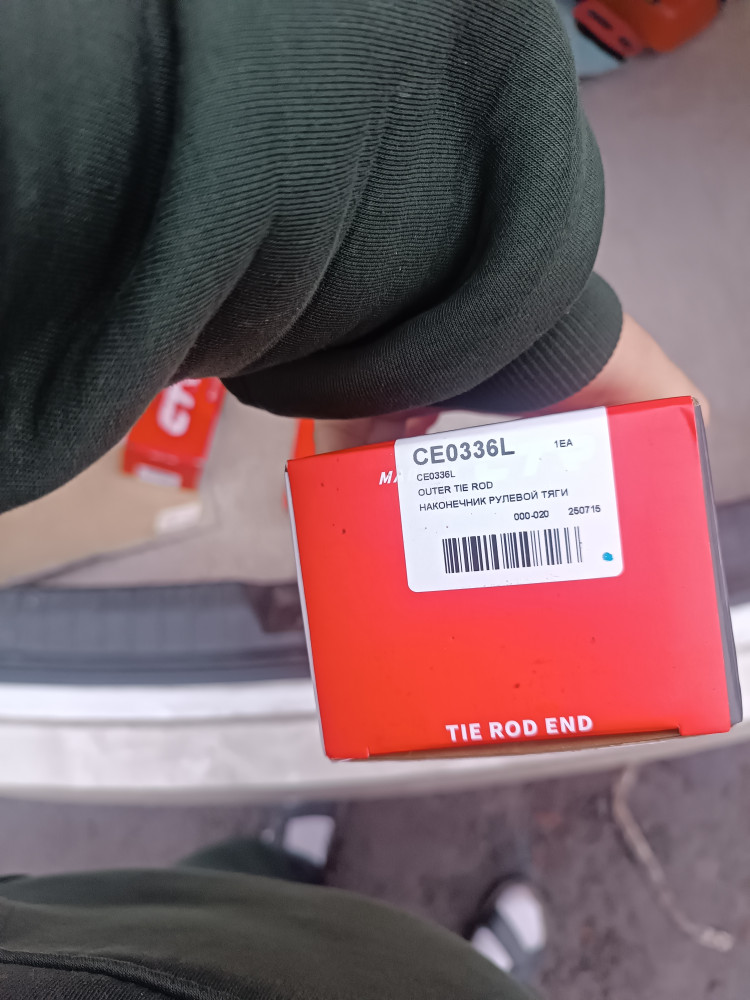 CE0336L 1EA
CE0336L
OUTER TIE ROD
НАКОНЕЧНИК РУЛЕВОЙ ТЯГИ
000-020 250715
TIE ROD END